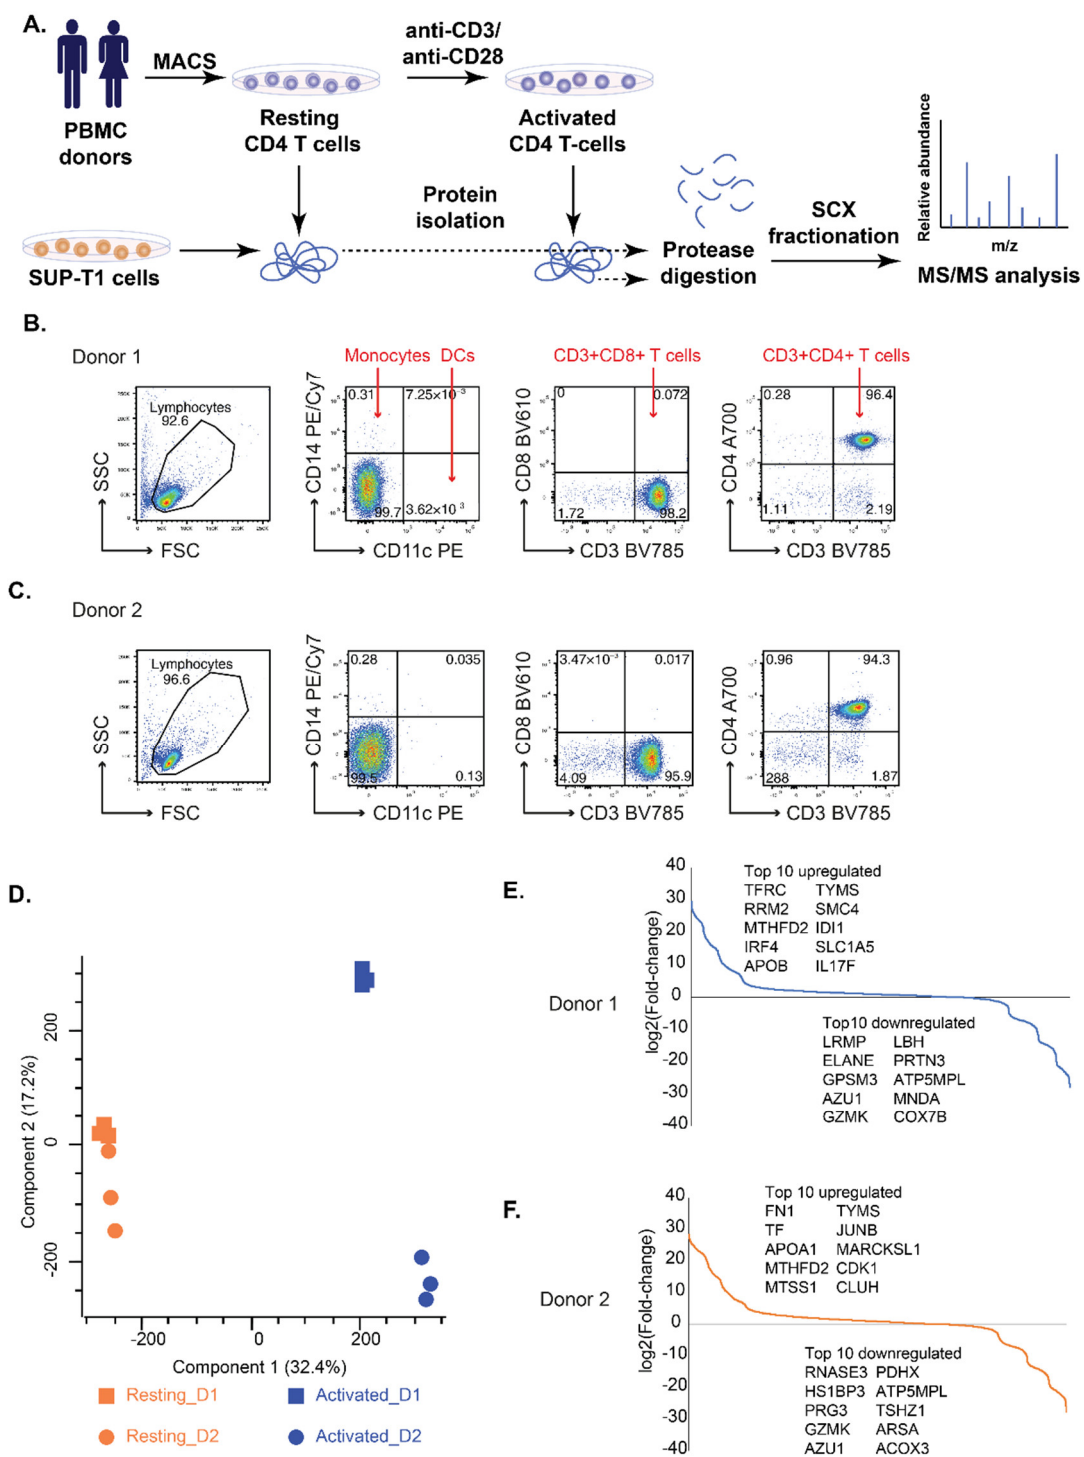 A.
PBMC
donors
MACS
Resting
CD4 T cells
anti-CD3/
anti-CD28
Activated
CD4 T-cells
SUP-T1 cells
Protein
isolation
Protease
digestion
SCX
fractionation
Relative abundance
m/z
MS/MS analysis
B.
Donor 1
Lymphocytes
92.6
SSC
FSC
Monocytes DCs
0.31
7.25×10⁻³
99.7
CD14 PE/Cy7
CD11c PE
CD3+CD8+ T cells
0
0.072
1.72
98.2
CD8 BV610
CD3 BV785
CD3+CD4+ T cells
0.28
96.4
1.11
2.19
CD4 A700
CD3 BV785
C.
Donor 2
Lymphocytes
96.6
SSC
FSC
0.28
0.035
99.5
0.13
CD14 PE/Cy7
CD11c PE
3.47×10⁻³
0.017
4.09
95.9
CD8 BV610
CD3 BV785
0.96
94.3
288
1.87
CD4 A700
CD3 BV785
D.
Component 2 (17.2%)
200
0
-200
-200
0
200
Component 1 (32.4%)
Resting_D1
Activated_D1
Resting_D2
Activated_D2
E.
Donor 1
log2(Fold-change)
40
30
20
10
0
-10
-20
-30
-40
Top 10 upregulated
TFRC TYMS
RRM2 SMC4
MTHFD2 IDI1
IRF4 SLC1A5
APOB IL17F
Top10 downregulated
LRMP LBH
ELANE PRTN3
GPSM3 ATP5MPL
AZU1 MNDA
GZMK COX7B
F.
Donor 2
log2(Fold-change)
40
30
20
10
0
-10
-20
-30
-40
Top 10 upregulated
FN1 TYMS
TF JUNB
APOA1 MARCKSL1
MTHFD2 CDK1
MTSS1 CLUH
Top 10 downregulated
RNASE3 PDHX
HS1BP3 ATP5MPL
PRG3 TSHZ1
GZMK ARSA
AZU1 ACOX3